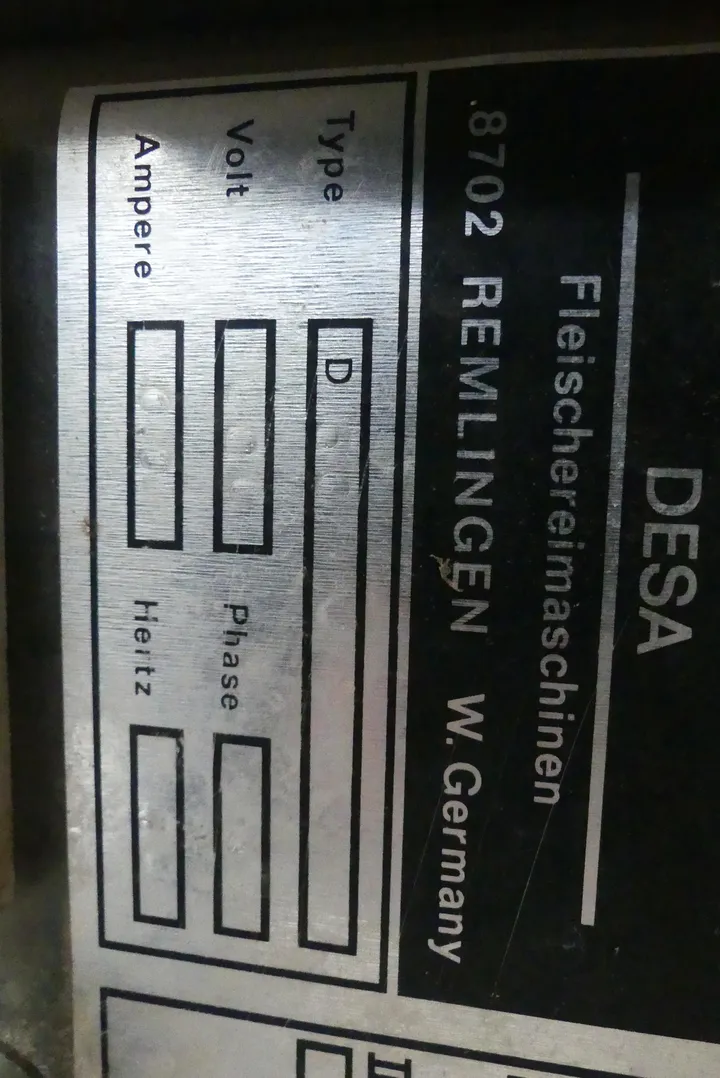 DESA
Fleischereimaschinen
8702 REMLINGEN W.Germany
Type D
Volt Phase
Ampere Hertz